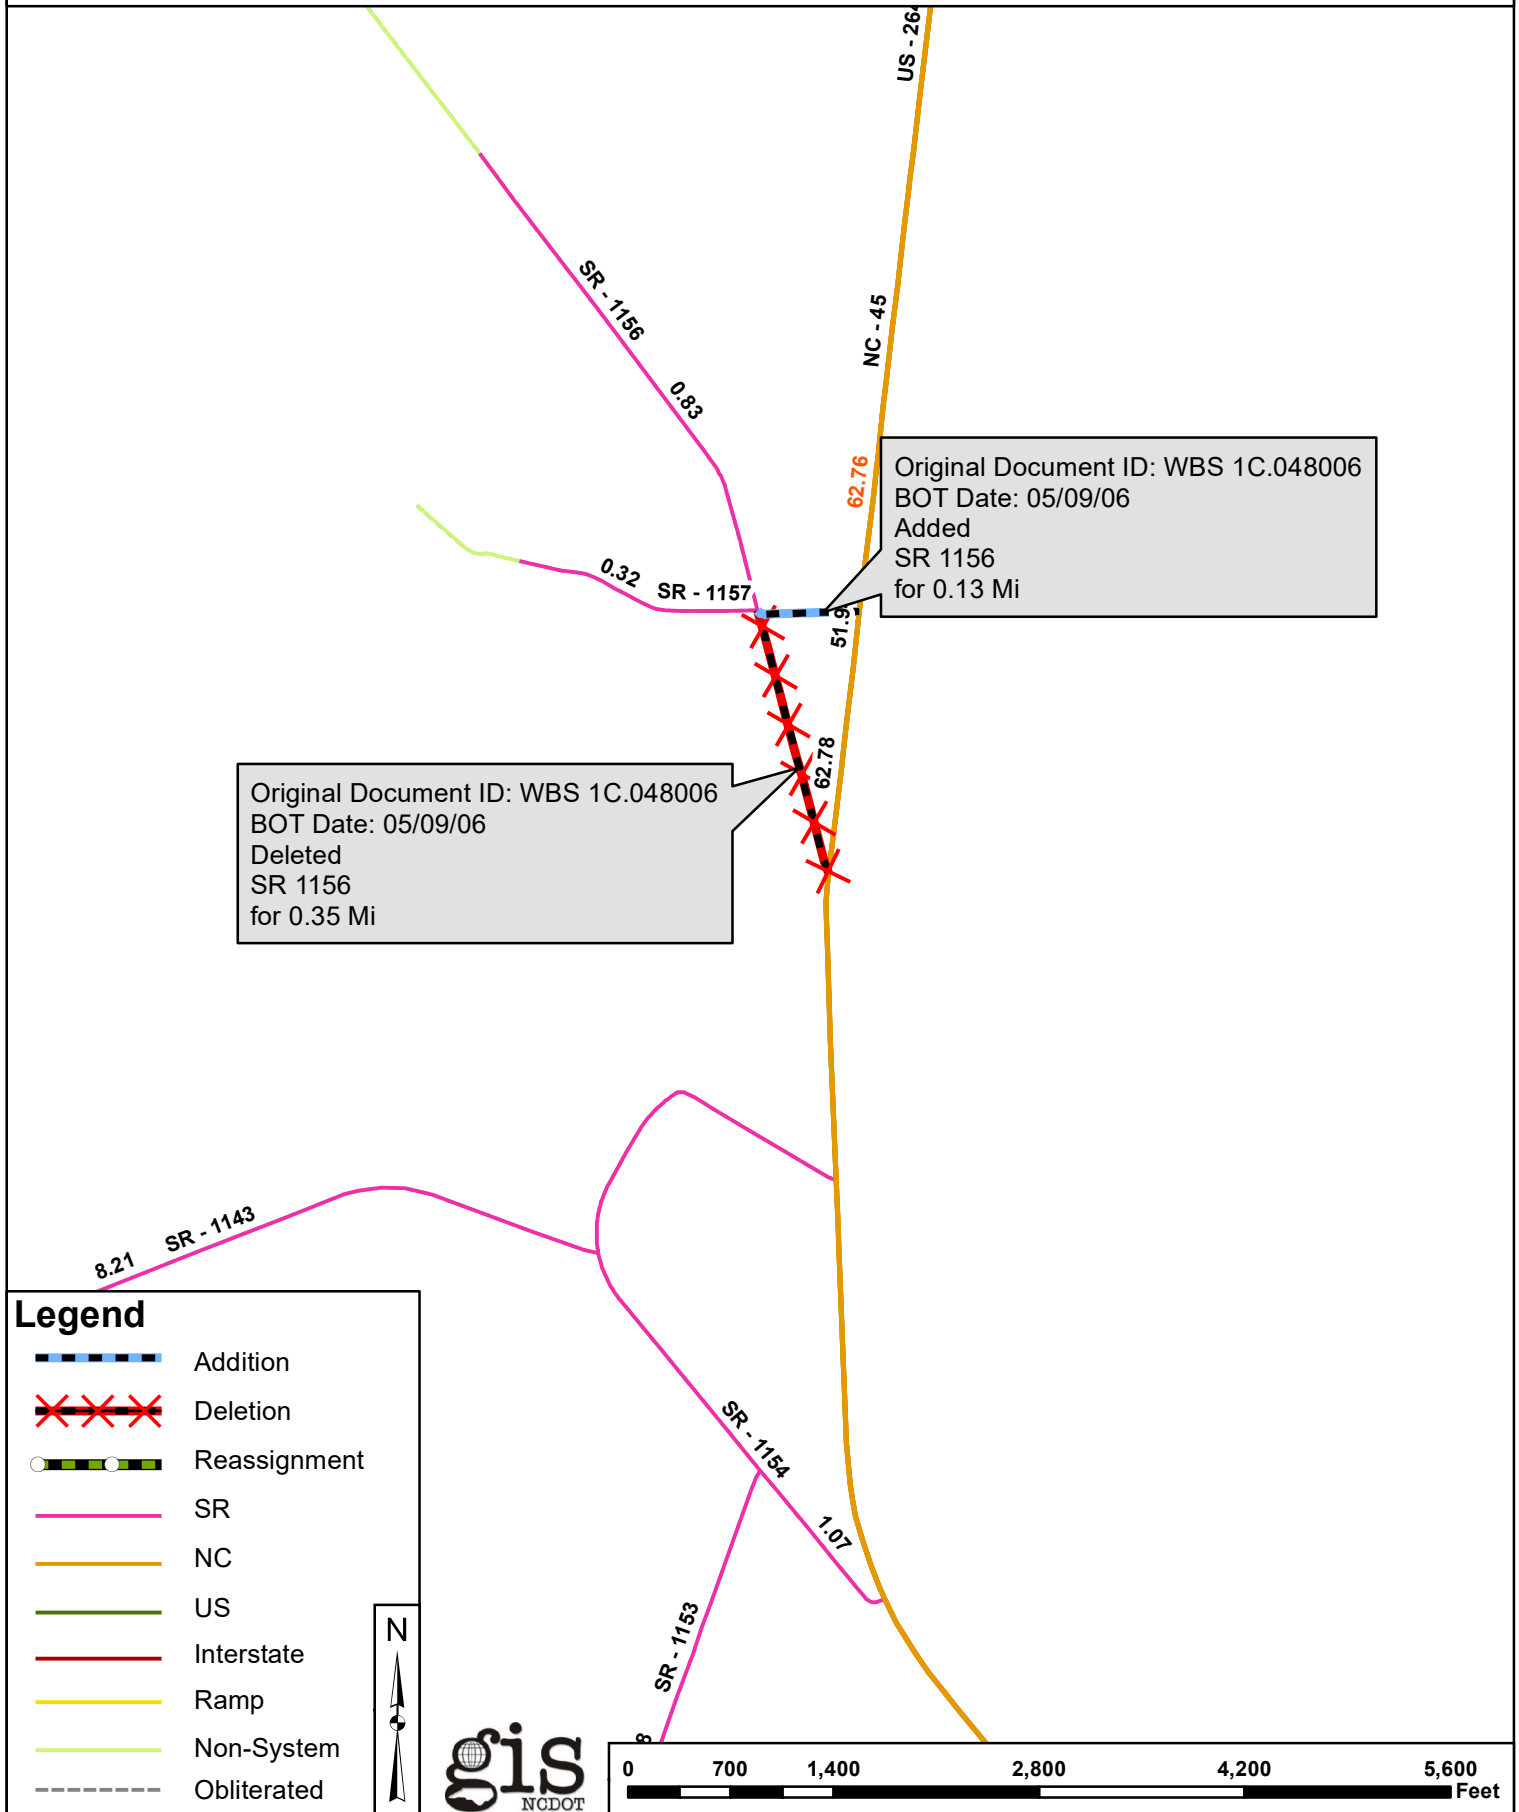 US - 264
SR - 1156
NC - 45
0.83
62.76
Original Document ID: WBS 1C.048006
BOT Date: 05/09/06
Added
SR 1156
for 0.13 Mi
0.32
SR - 1157
51.9
62.78
Original Document ID: WBS 1C.048006
BOT Date: 05/09/06
Deleted
SR 1156
for 0.35 Mi
SR - 1143
8.21
SR - 1154
1.07
SR - 1153
8
Legend
Addition
Deletion
Reassignment
SR
NC
US
Interstate
Ramp
Non-System
Obliterated
N
gis
NCDOT
0 700 1,400 2,800 4,200 5,600
Feet